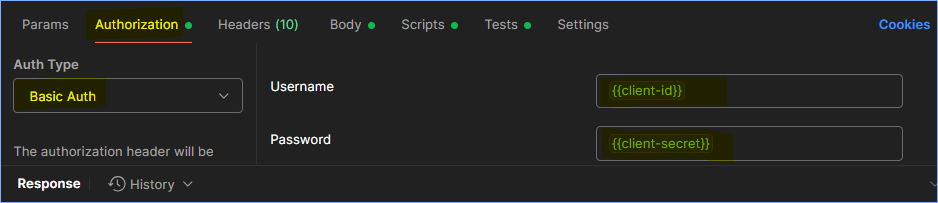 Params Authorization Headers (10) Body Scripts Tests Settings Cookies
Auth Type
Basic Auth
Username {{client-id}}
Password {{client-secret}}
The authorization header will be
Response History